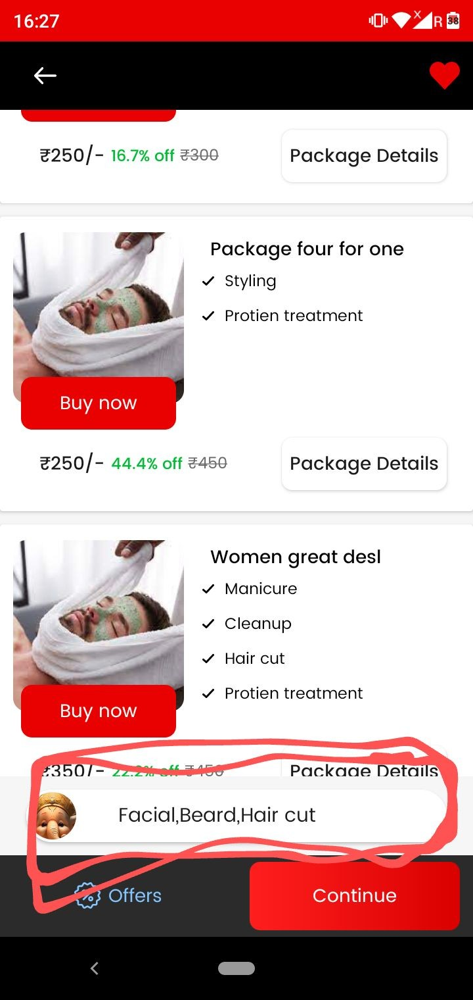 16:27
X
R
38
₹250/- 16.7% off ₹300
Package Details
Package four for one
Styling
Protien treatment
Buy now
₹250/- 44.4% off ₹450
Package Details
Women great desl
Manicure
Cleanup
Hair cut
Protien treatment
Buy now
₹350/- 22.2% off ₹450
Package Details
Facial,Beard,Hair cut
Offers
Continue